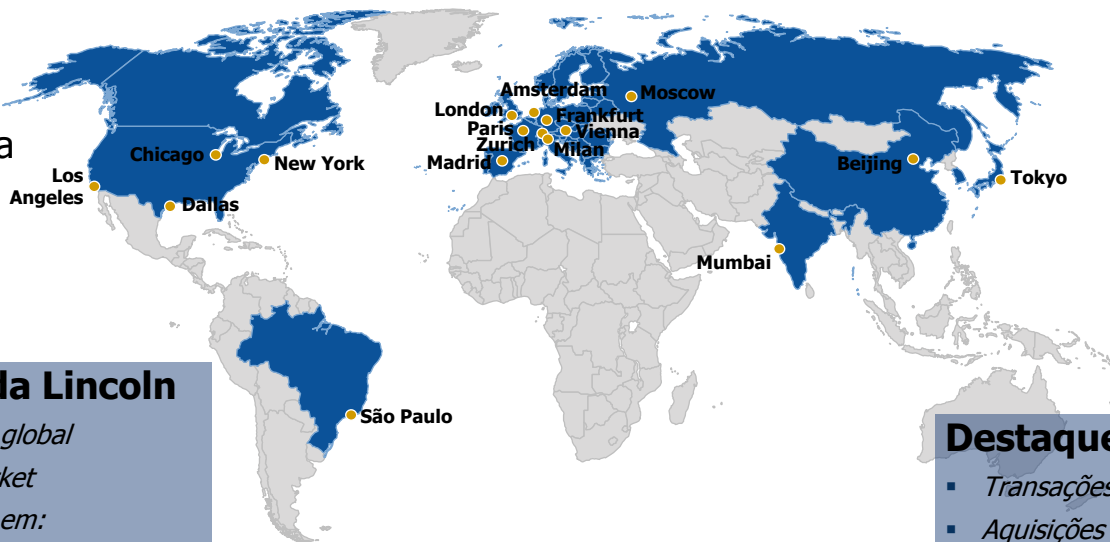 a
Amsterdam
Moscow
London
Frankfurt
Paris
Vienna
Zurich
Milan
Madrid
Chicago
New York
Los
Angeles
Dallas
Beijing
Tokyo
Mumbai
São Paulo
da Lincoln
global
ket
em:
Destaque
Transações
Aquisições